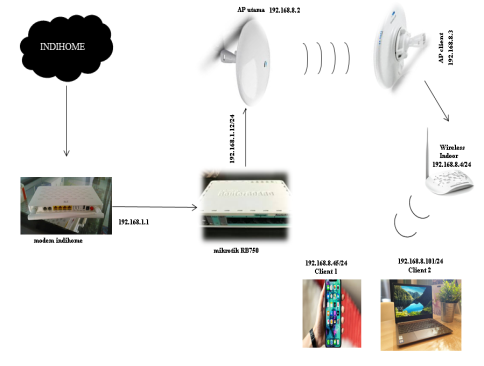 AP utama 192.168.8.2
INDIHOME
AP client
192.168.8.3
192.168.1.12/24
Wireless
Indoor
192.168.8.4/24
192.168.1.1
modem indihome
mikrotik RB750
192.168.8.45/24
Client 1
192.168.8.101/24
Client 2